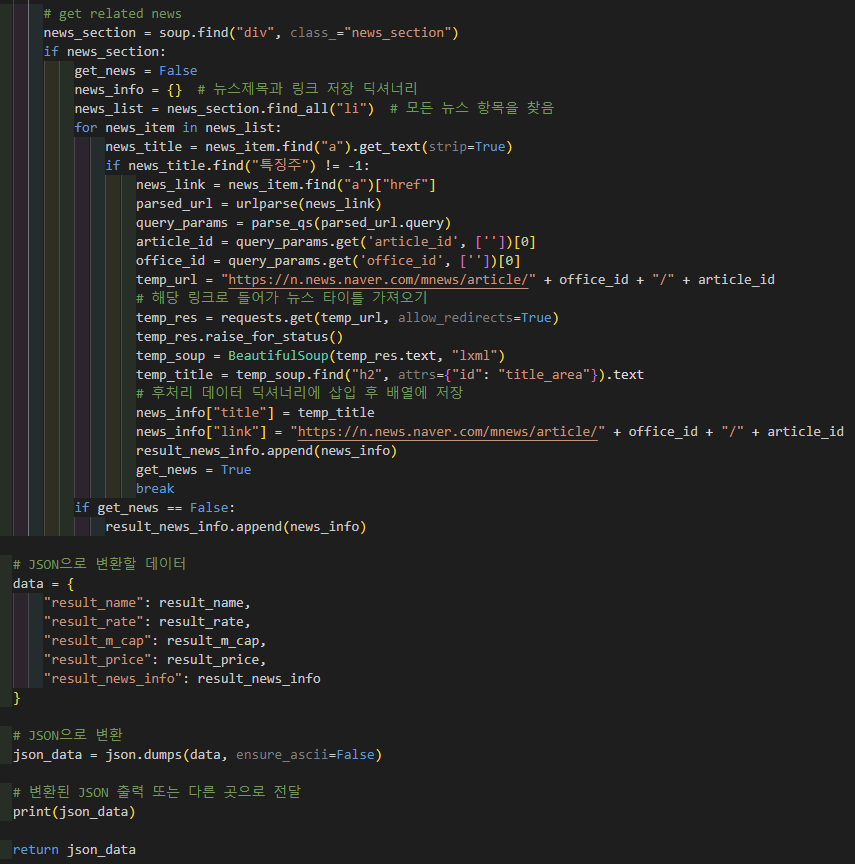 # get related news
news_section = soup.find("div", class_="news_section")
if news_section:
get_news = False
news_info = {}  # 뉴스제목과 링크 저장 딕셔너리
news_list = news_section.find_all("li")  # 모든 뉴스 항목을 찾음
for news_item in news_list:
news_title = news_item.find("a").get_text(strip=True)
if news_title.find("특징주") != -1:
news_link = news_item.find("a")["href"]
parsed_url = urlparse(news_link)
query_params = parse_qs(parsed_url.query)
article_id = query_params.get('article_id', [''])[0]
office_id = query_params.get('office_id', [''])[0]
temp_url = "https://n.news.naver.com/mnews/article/" + office_id + "/" + article_id
# 해당 링크로 들어가 뉴스 타이틀 가져오기
temp_res = requests.get(temp_url, allow_redirects=True)
temp_res.raise_for_status()
temp_soup = BeautifulSoup(temp_res.text, "lxml")
temp_title = temp_soup.find("h2", attrs={"id": "title_area"}).text
# 후처리 데이터 딕셔너리에 삽입 후 배열에 저장
news_info["title"] = temp_title
news_info["link"] = "https://n.news.naver.com/mnews/article/" + office_id + "/" + article_id
result_news_info.append(news_info)
get_news = True
break
if get_news == False:
result_news_info.append(news_info)
# JSON으로 변환할 데이터
data = {
"result_name": result_name,
"result_rate": result_rate,
"result_m_cap": result_m_cap,
"result_price": result_price,
"result_news_info": result_news_info
}
# JSON으로 변환
json_data = json.dumps(data, ensure_ascii=False)
# 변환된 JSON 출력 또는 다른 곳으로 전달
print(json_data)
return json_data